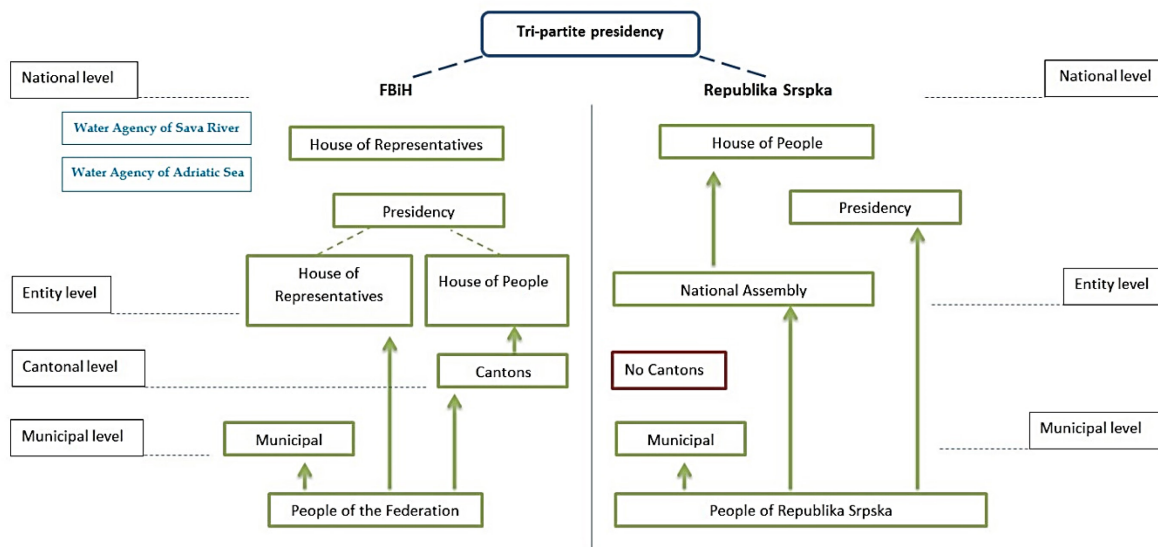 Tri-partite presidency
National level
FBiH
Republika Srspka
National level
Water Agency of Sava River
House of Representatives
House of People
Water Agency of Adriatic Sea
Presidency
Presidency
House of
Representatives
House of People
Entity level
National Assembly
Entity level
Cantonal level
Cantons
No Cantons
Municipal level
Municipal
Municipal
Municipal level
People of the Federation
People of Republika Srpska